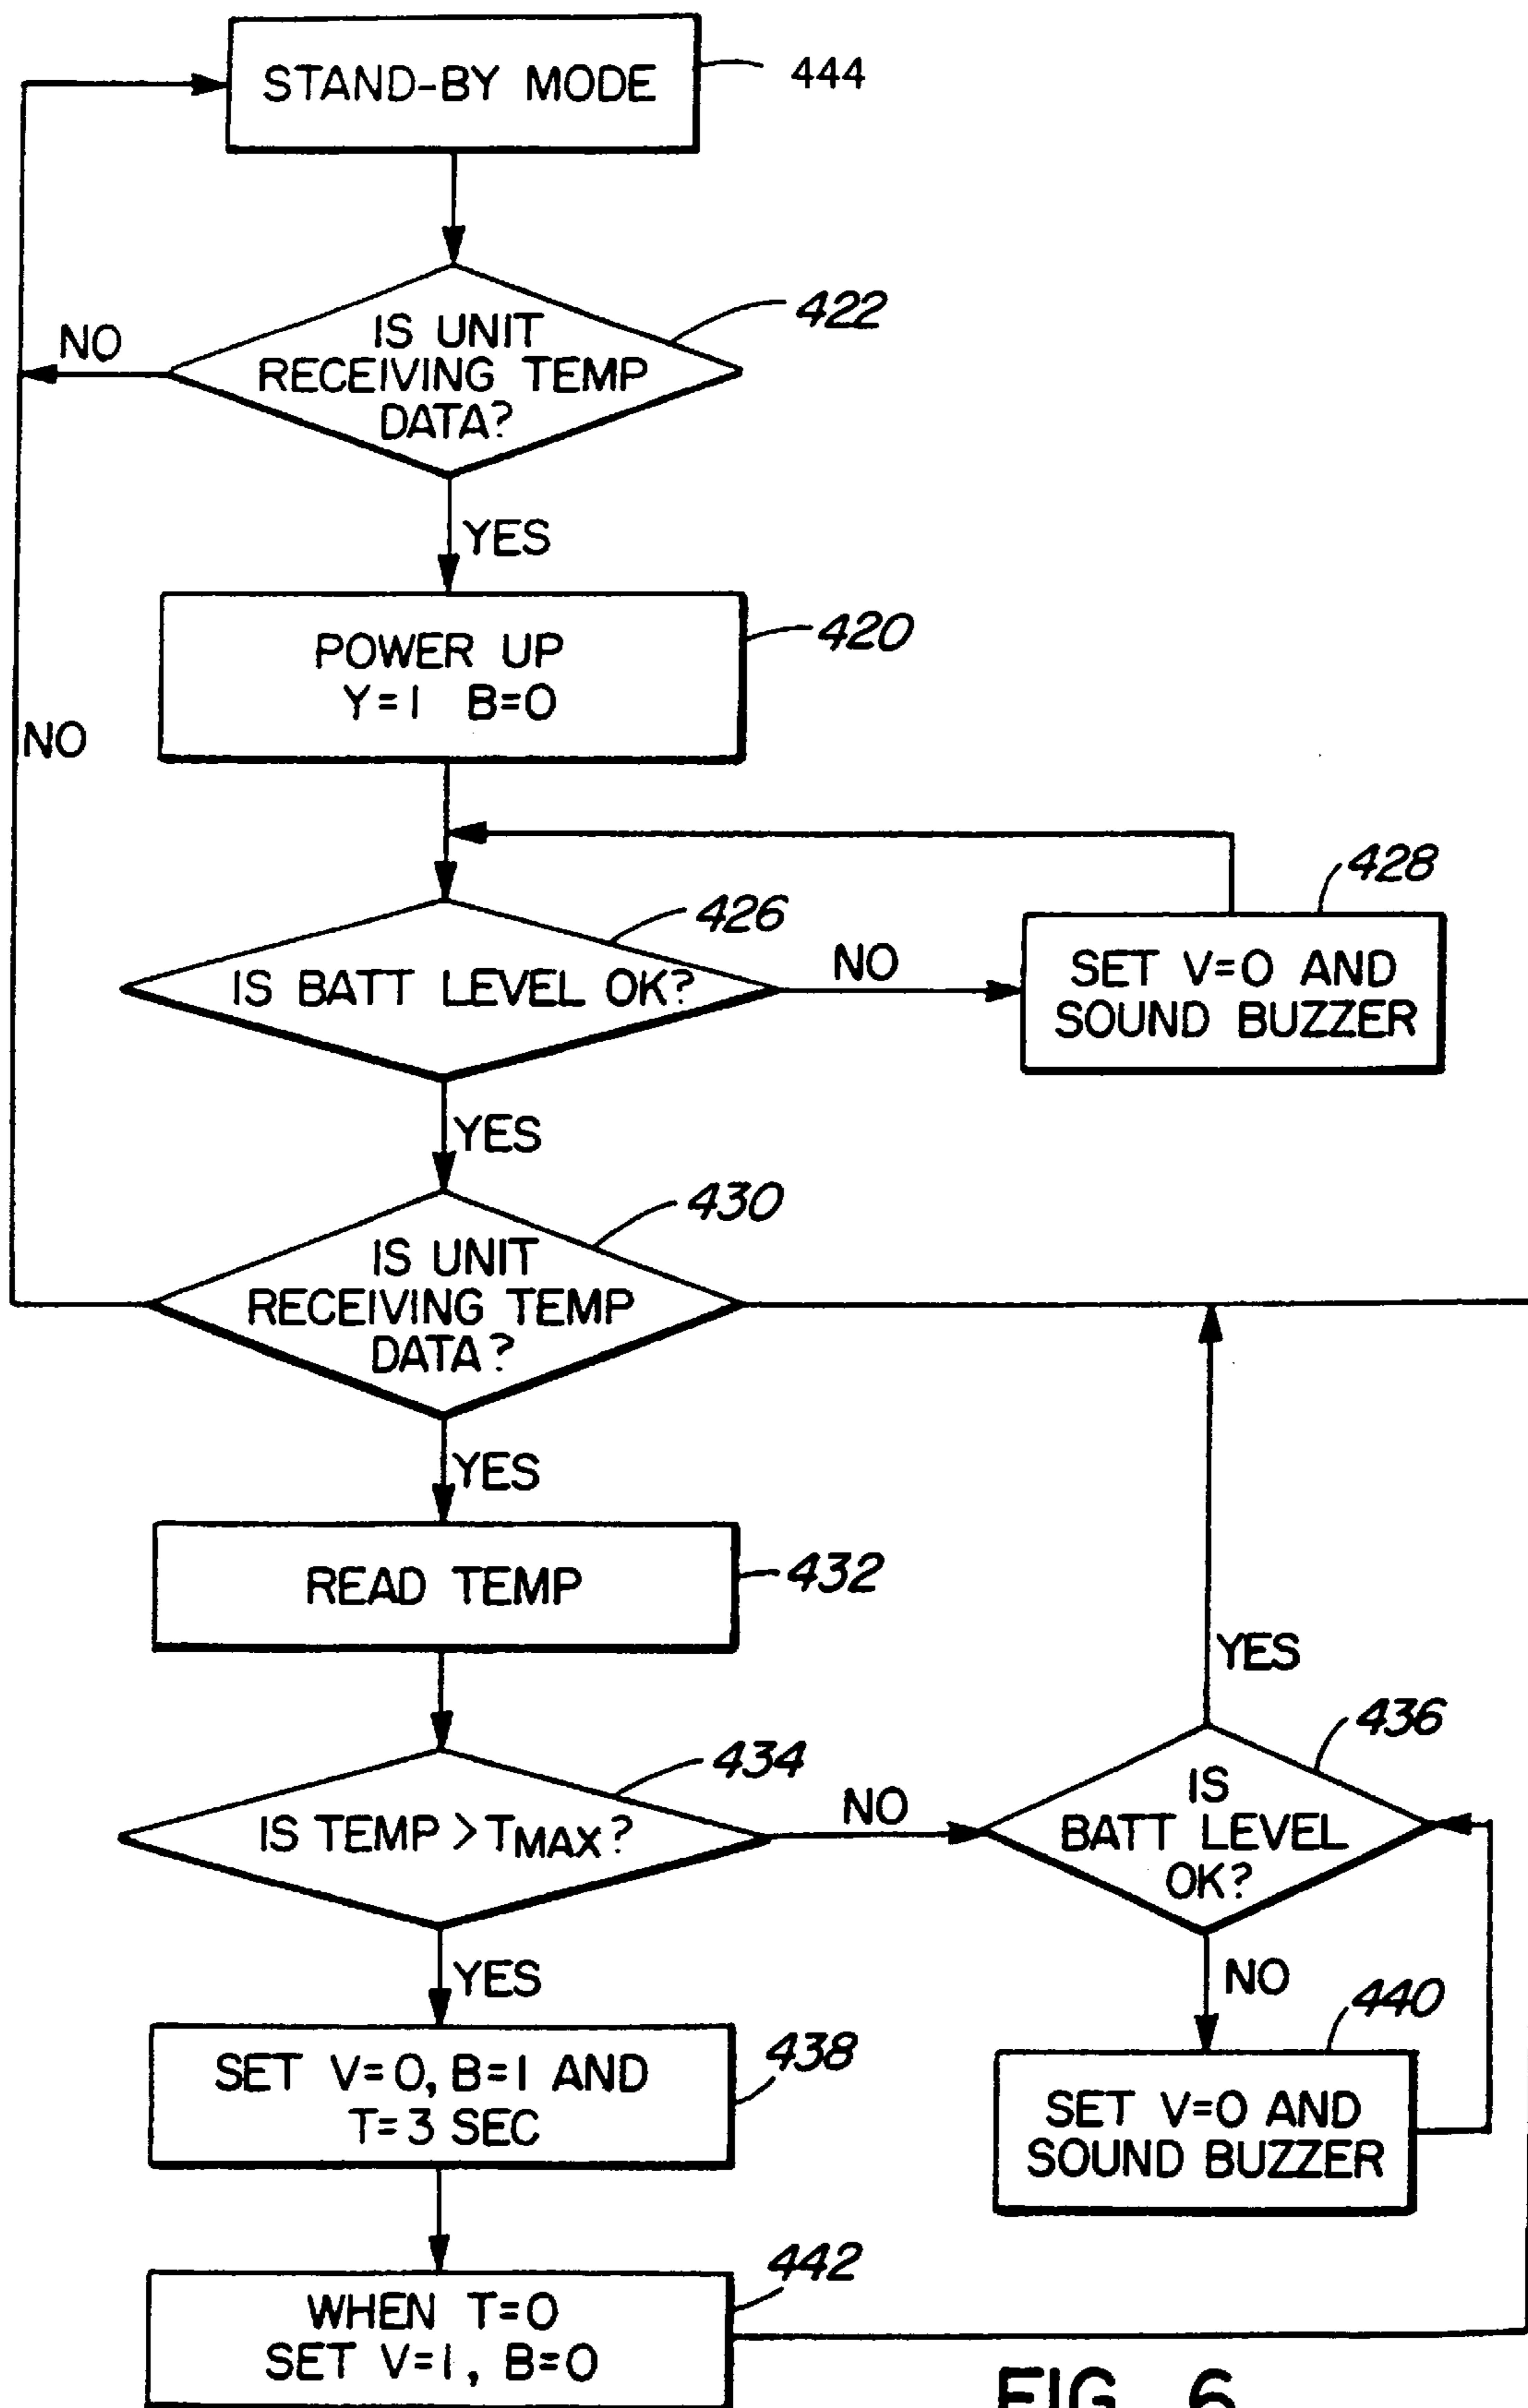 STAND-BY MODE
444
IS UNIT
RECEIVING TEMP
DATA?
422
NO
YES
POWER UP
Y=1 B=0
420
NO
IS BATT LEVEL OK?
426
NO
SET V=0 AND
SOUND BUZZER
428
YES
IS UNIT
RECEIVING TEMP
DATA?
430
YES
READ TEMP
432
IS TEMP > TMAX?
434
NO
IS
BATT LEVEL
OK?
436
YES
NO
SET V=0 AND
SOUND BUZZER
440
YES
SET V=0, B=1 AND
T=3 SEC
438
WHEN T=0
SET V=1, B=0
442
FIG. 6